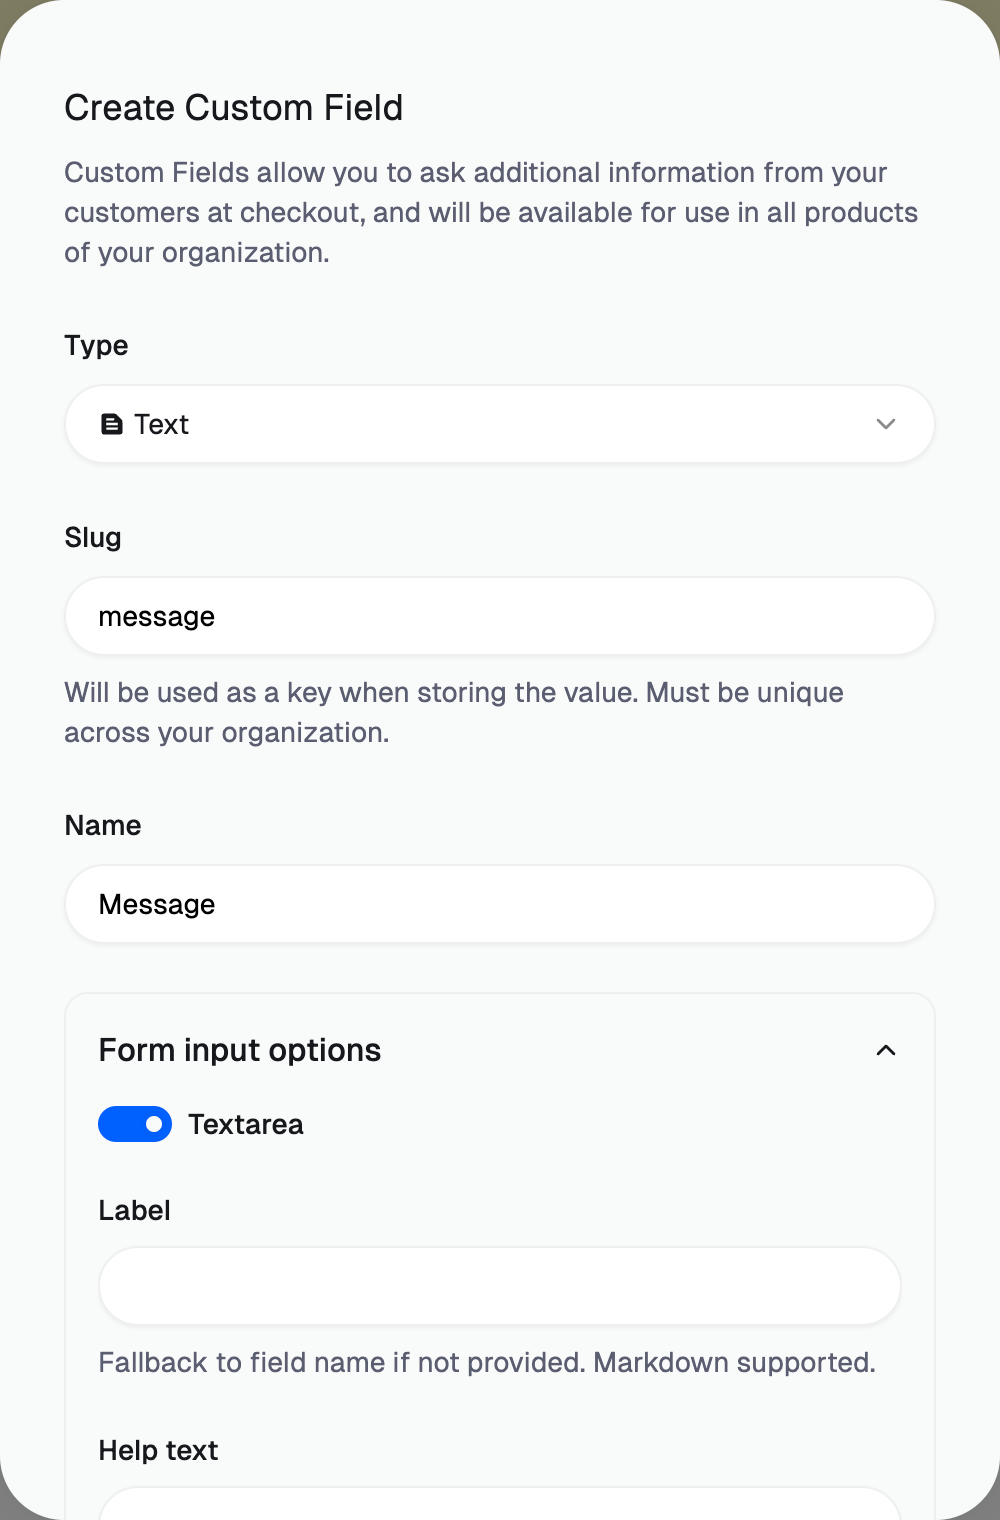 Create Custom Field
Custom Fields allow you to ask additional information from your
customers at checkout, and will be available for use in all products
of your organization.
Type
Text
Slug
message
Will be used as a key when storing the value. Must be unique
across your organization.
Name
Message
Form input options
Textarea
Label
Fallback to field name if not provided. Markdown supported.
Help text